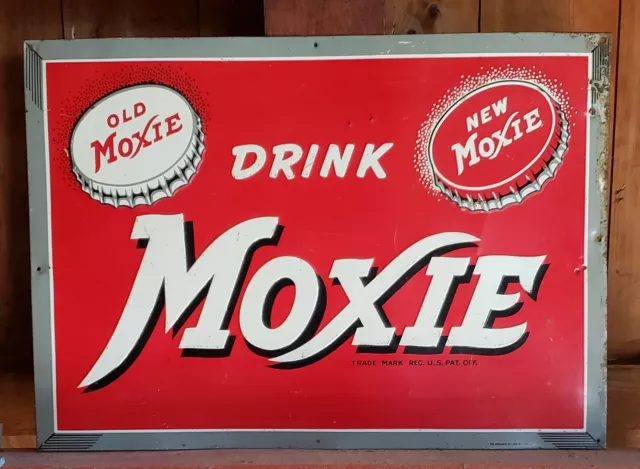 OLD
MOXIE
NEW
MOXIE
DRINK
MOXIE
TRADE MARK REG. U.S. PAT. OFF.